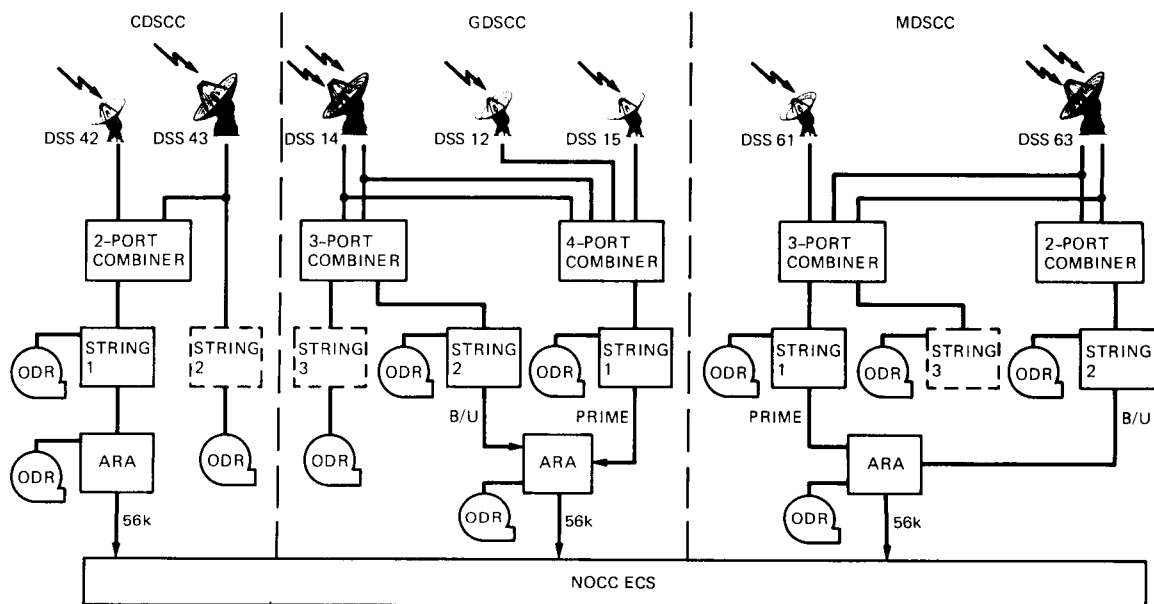 CDSCC
GDSCC
MDSCC
DSS 42
DSS 43
DSS 14
DSS 12
DSS 15
DSS 61
DSS 63
2-PORT
COMBINER
3-PORT
COMBINER
4-PORT
COMBINER
3-PORT
COMBINER
2-PORT
COMBINER
ODR
STRING
1
STRING
2
STRING
3
ODR
STRING
2
ODR
STRING
1
ODR
STRING
1
ODR
STRING
3
ODR
STRING
2
B/U
PRIME
PRIME
B/U
ODR
ARA
ODR
ODR
ARA
ODR
ARA
ODR
56k
56k
56k
NOCC ECS